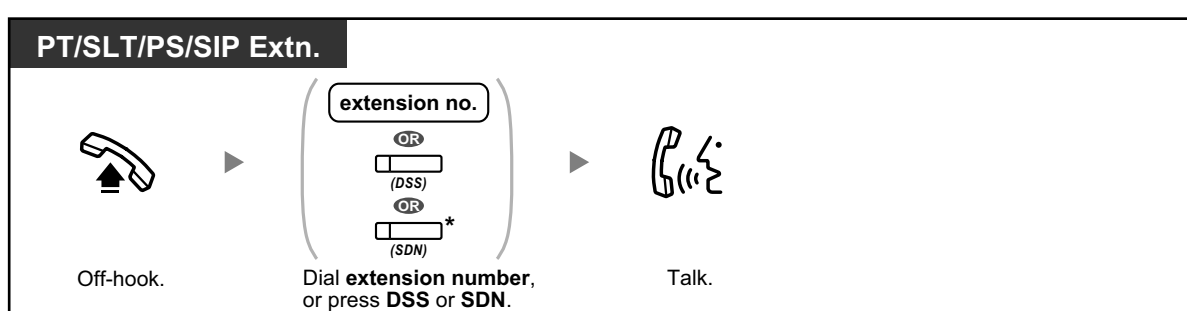 PT/SLT/PS/SIP Extn.
extension no.
OR
(DSS)
OR
*
(SDN)
Off-hook.
Dial extension number,
or press DSS or SDN.
Talk.